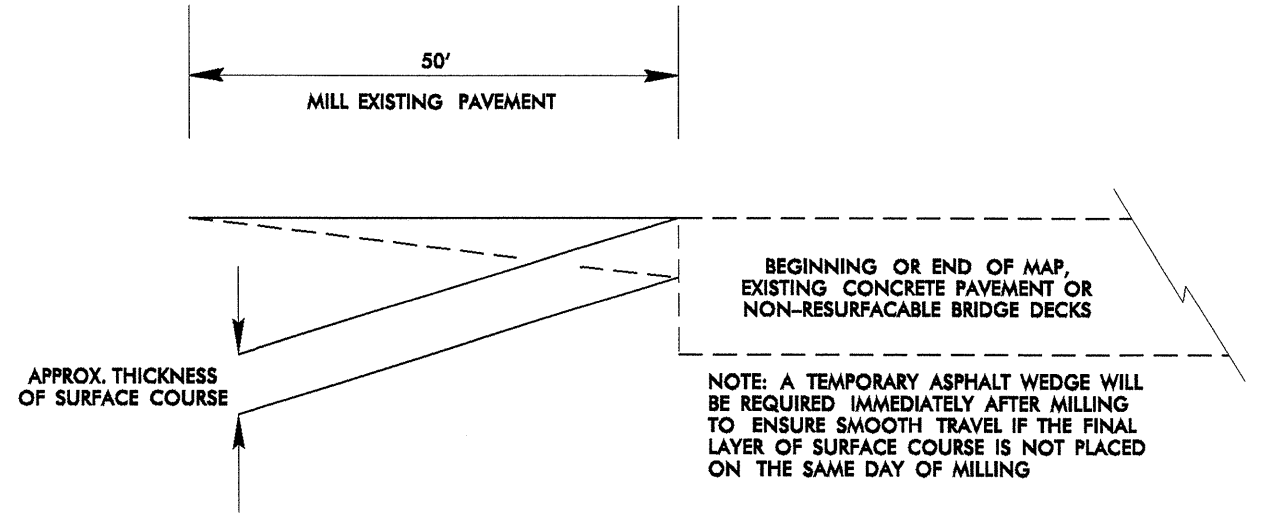 50'
MILL EXISTING PAVEMENT
BEGINNING OR END OF MAP,
EXISTING CONCRETE PAVEMENT OR
NON-RESURFACABLE BRIDGE DECKS
APPROX. THICKNESS
OF SURFACE COURSE
NOTE: A TEMPORARY ASPHALT WEDGE WILL
BE REQUIRED IMMEDIATELY AFTER MILLING
TO ENSURE SMOOTH TRAVEL IF THE FINAL
LAYER OF SURFACE COURSE IS NOT PLACED
ON THE SAME DAY OF MILLING